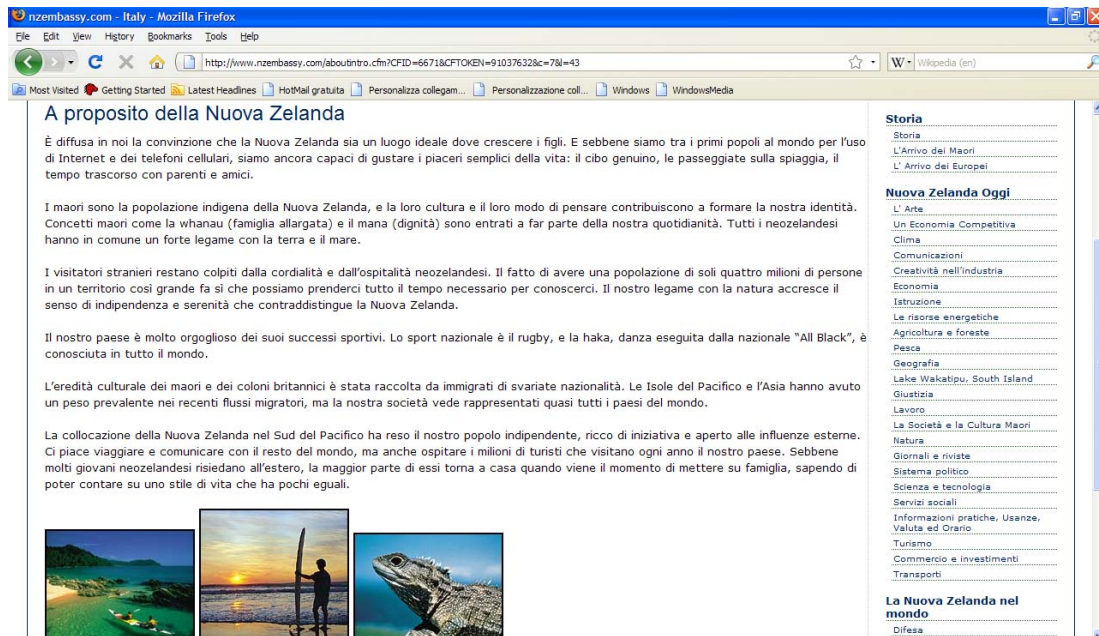 nzembassy.com - Italy - Mozilla Firefox
File Edit View History Bookmarks Tools Help
http://www.nzembassy.com/aboutintro.cfm?CFID=6671&CFTOKEN=91037632&c=7&l=43
W Wikipedia (en)
Most Visited Getting Started Latest Headlines HotMail gratuita Personalizza collegam... Personalizzazione coll... Windows WindowsMedia
A proposito della Nuova Zelanda
È diffusa in noi la convinzione che la Nuova Zelanda sia un luogo ideale dove crescere i figli. E sebbene siamo tra i primi popoli al mondo per l'uso
di Internet e dei telefoni cellulari, siamo ancora capaci di gustare i piaceri semplici della vita: il cibo genuino, le passeggiate sulla spiaggia, il
tempo trascorso con parenti e amici.
I maori sono la popolazione indigena della Nuova Zelanda, e la loro cultura e il loro modo di pensare contribuiscono a formare la nostra identità.
Concetti maori come la whanau (famiglia allargata) e il mana (dignità) sono entrati a far parte della nostra quotidianità. Tutti i neozelandesi
hanno in comune un forte legame con la terra e il mare.
I visitatori stranieri restano colpiti dalla cordialità e dall'ospitalità neozelandesi. Il fatto di avere una popolazione di soli quattro milioni di persone
in un territorio così grande fa sì che possiamo prenderci tutto il tempo necessario per conoscerci. Il nostro legame con la natura accresce il
senso di indipendenza e serenità che contraddistingue la Nuova Zelanda.
Il nostro paese è molto orgoglioso dei suoi successi sportivi. Lo sport nazionale è il rugby, e la haka, danza eseguita dalla nazionale "All Black", è
conosciuta in tutto il mondo.
L'eredità culturale dei maori e dei coloni britannici è stata raccolta da immigrati di svariate nazionalità. Le Isole del Pacifico e l'Asia hanno avuto
un peso prevalente nei recenti flussi migratori, ma la nostra società vede rappresentati quasi tutti i paesi del mondo.
La collocazione della Nuova Zelanda nel Sud del Pacifico ha reso il nostro popolo indipendente, ricco di iniziativa e aperto alle influenze esterne.
Ci piace viaggiare e comunicare con il resto del mondo, ma anche ospitare i milioni di turisti che visitano ogni anno il nostro paese. Sebbene
molti giovani neozelandesi risiedano all'estero, la maggior parte di essi torna a casa quando viene il momento di mettere su famiglia, sapendo di
poter contare su uno stile di vita che ha pochi eguali.
Storia
Storia
L'Arrivo dei Maori
L' Arrivo dei Europei
Nuova Zelanda Oggi
L' Arte
Un Economia Competitiva
Clima
Comunicazioni
Creatività nell'industria
Economia
Istruzione
Le risorse energetiche
Agricoltura e foreste
Pesca
Geografia
Lake Wakatipu, South Island
Giustizia
Lavoro
La Società e la Cultura Maori
Natura
Giornali e riviste
Sistema politico
Scienza e tecnologia
Servizi sociali
Informazioni pratiche, Usanze,
Valuta ed Orario
Turismo
Commercio e investimenti
Transporti
La Nuova Zelanda nel
mondo
Difesa